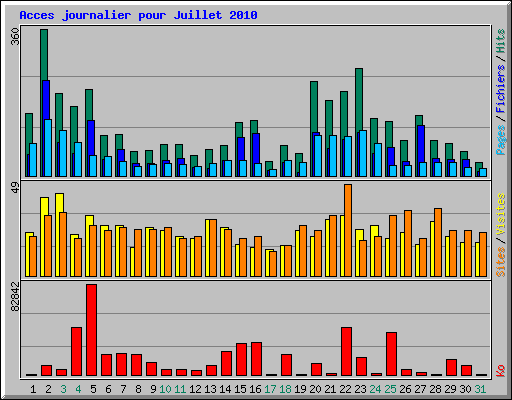 Acces journalier pour Juillet 2010
360
49
82842
Pages / Fichiers / Hits
Sites / Visites
Ko
1 2 3 4 5 6 7 8 9 10 11 12 13 14 15 16 17 18 19 20 21 22 23 24 25 26 27 28 29 30 31